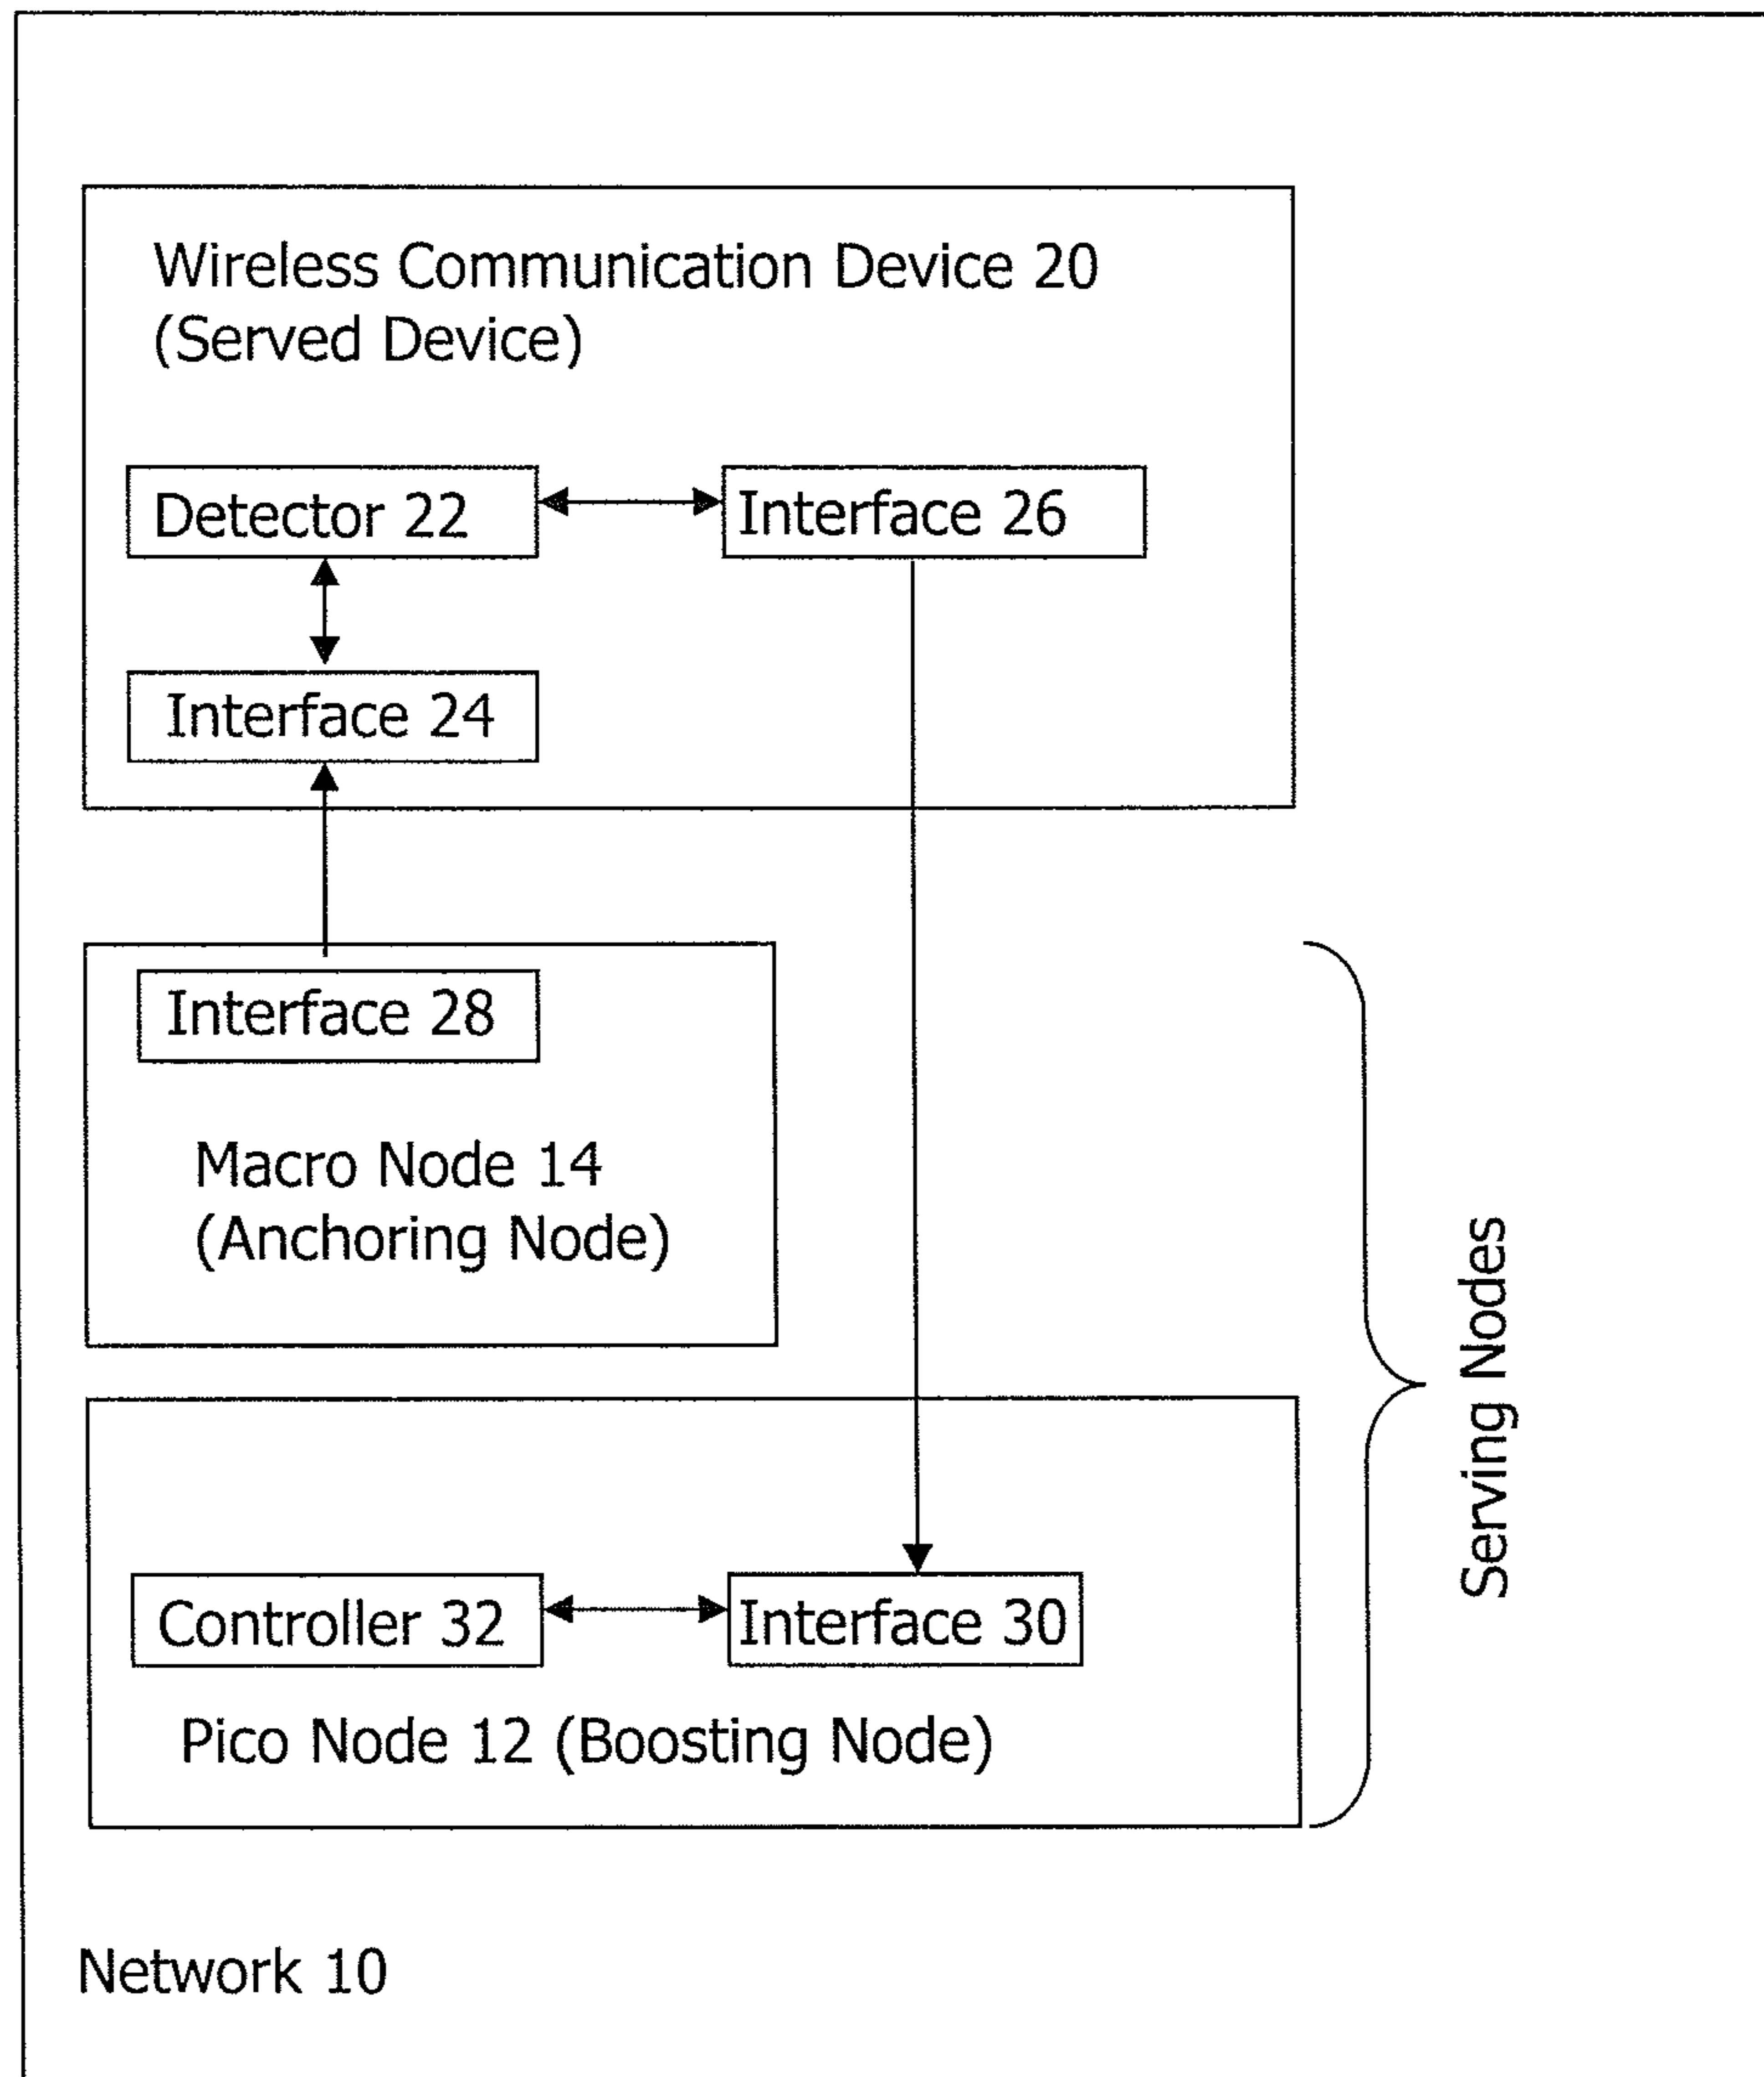 Wireless Communication Device 20
(Served Device)
Detector 22
Interface 26
Interface 24
Interface 28
Macro Node 14
(Anchoring Node)
Serving Nodes
Controller 32
Interface 30
Pico Node 12 (Boosting Node)
Network 10